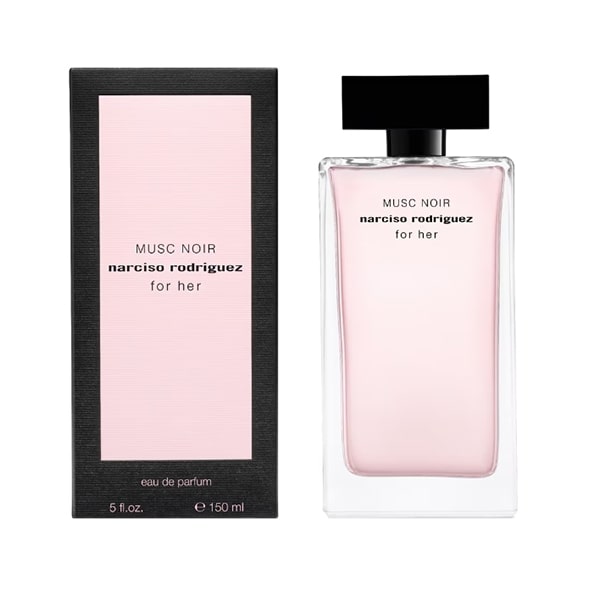 MUSC NOIR
narciso rodriguez
for her
eau de parfum
5 fl.oz. ℮ 150 ml
MUSC NOIR
narciso rodriguez
for her